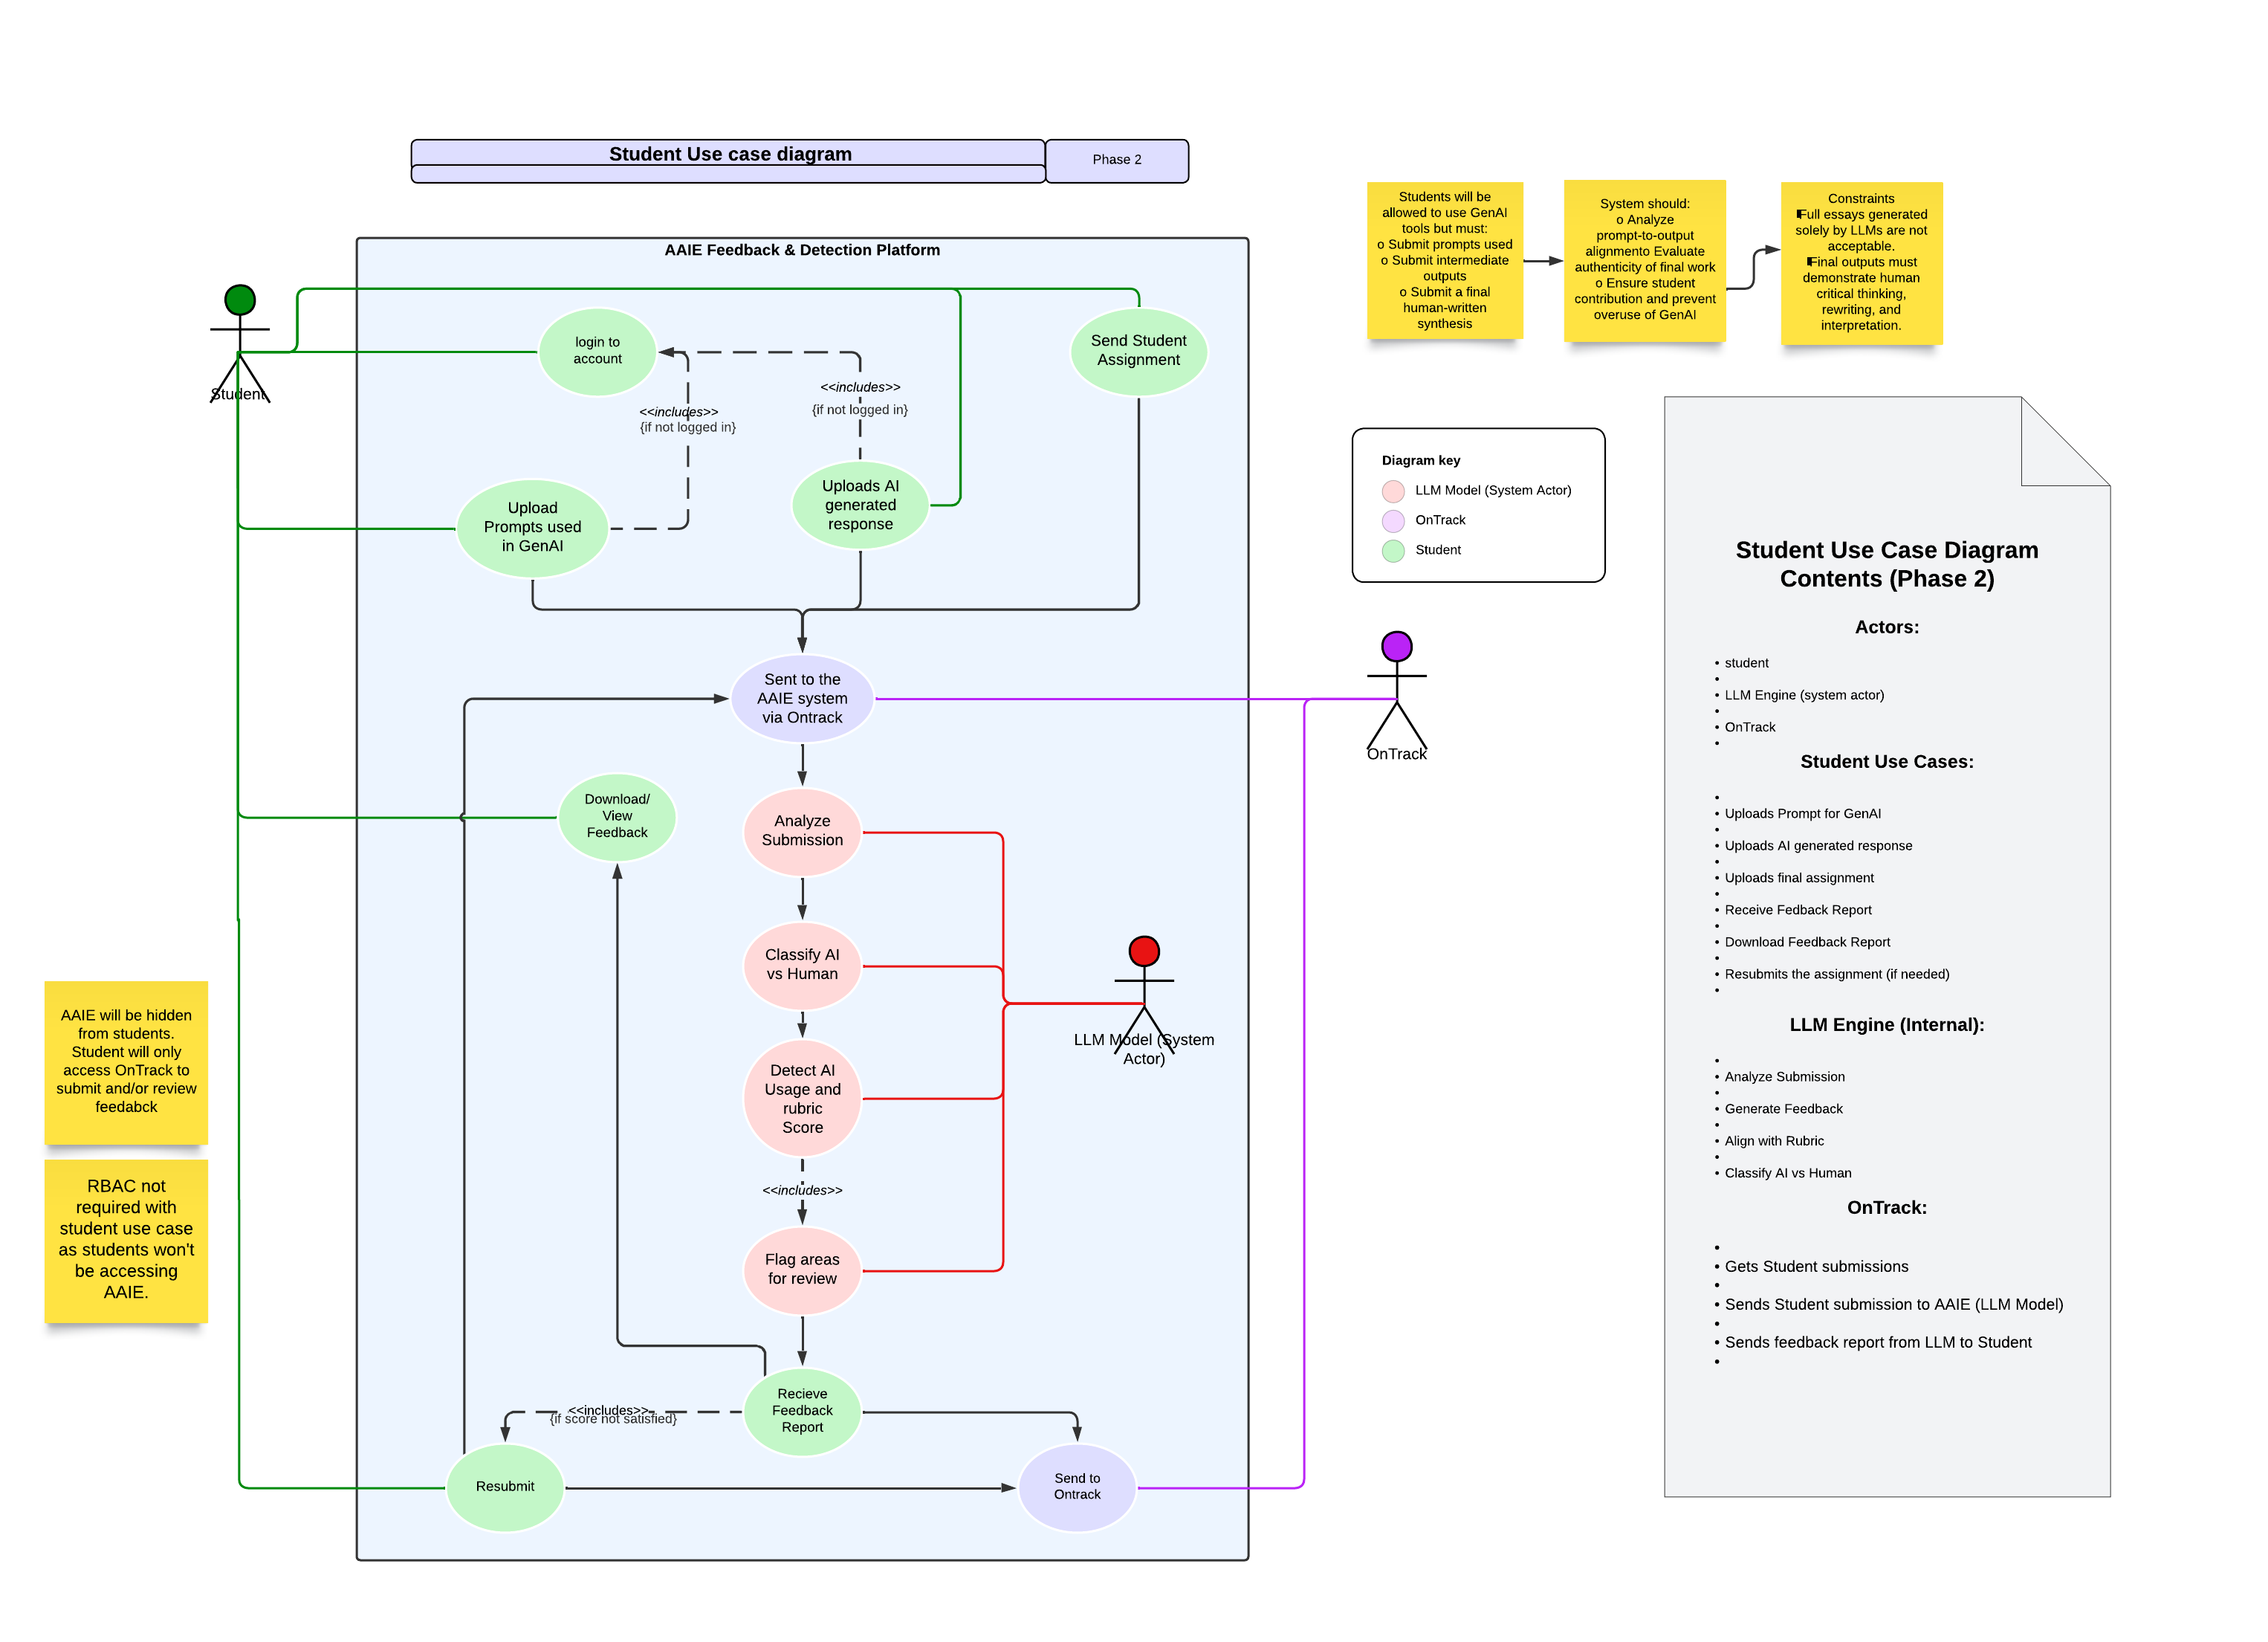 Student Use case diagram
Phase 2
Students will be
allowed to use GenAI
tools but must:
o Submit prompts used
o Submit intermediate
outputs
o Submit a final
human-written
synthesis
System should:
o Analyze
prompt-to-output
alignmento Evaluate
authenticity of final work
o Ensure student
contribution and prevent
overuse of GenAI
Constraints
Full essays generated
solely by LLMs are not
acceptable.
Final outputs must
demonstrate human
critical thinking,
rewriting, and
interpretation.
AAIE Feedback & Detection Platform
Student
login to
account
Send Student
Assignment
<<includes>>
{if not logged in}
<<includes>>
{if not logged in}
Upload
Prompts used
in GenAI
Uploads AI
generated
response
Diagram key
LLM Model (System Actor)
OnTrack
Student
Sent to the
AAIE system
via Ontrack
OnTrack
Download/
View
Feedback
Analyze
Submission
Classify AI
vs Human
LLM Model (System
Actor)
Detect AI
Usage and
rubric
Score
<<includes>>
Flag areas
for review
Recieve
Feedback
Report
<<includes>>
{if score not satisfied}
Resubmit
Send to
Ontrack
AAIE will be hidden
from students.
Student will only
access OnTrack to
submit and/or review
feedabck
RBAC not
required with
student use case
as students won't
be accessing
AAIE.
Student Use Case Diagram
Contents (Phase 2)
Actors:
• student
•
• LLM Engine (system actor)
•
• OnTrack
•
Student Use Cases:
•
• Uploads Prompt for GenAI
•
• Uploads AI generated response
•
• Uploads final assignment
•
• Receive Fedback Report
•
• Download Feedback Report
•
• Resubmits the assignment (if needed)
•
LLM Engine (Internal):
•
• Analyze Submission
•
• Generate Feedback
•
• Align with Rubric
•
• Classify AI vs Human
OnTrack:
•
• Gets Student submissions
•
• Sends Student submission to AAIE (LLM Model)
•
• Sends feedback report from LLM to Student
•